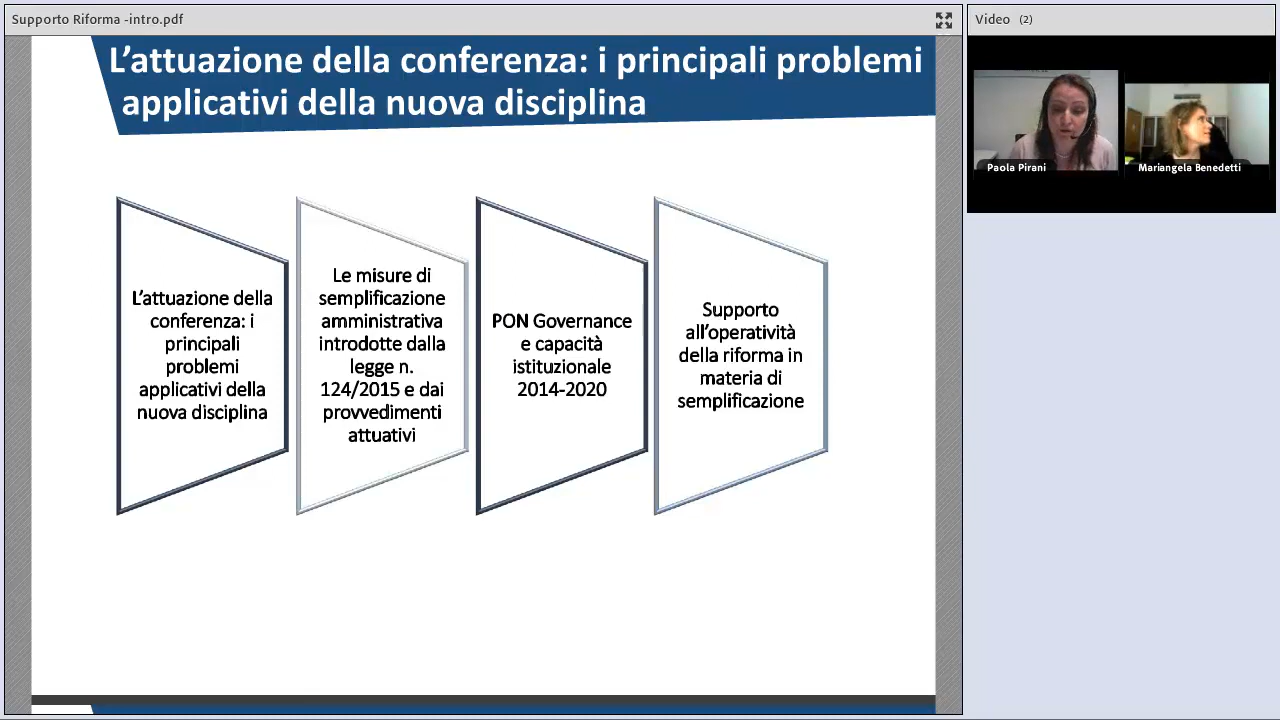 Supporto Riforma -intro.pdf
Video (2)
L'attuazione della conferenza: i principali problemi
applicativi della nuova disciplina
Paola Pirani
Mariangela Benedetti
L'attuazione della
conferenza: i
principali
problemi
applicativi della
nuova disciplina
Le misure di
semplificazione
amministrativa
introdotte dalla
legge n.
124/2015 e dai
provvedimenti
attuativi
PON Governance
e capacità
istituzionale
2014-2020
Supporto
all'operatività
della riforma in
materia di
semplificazione